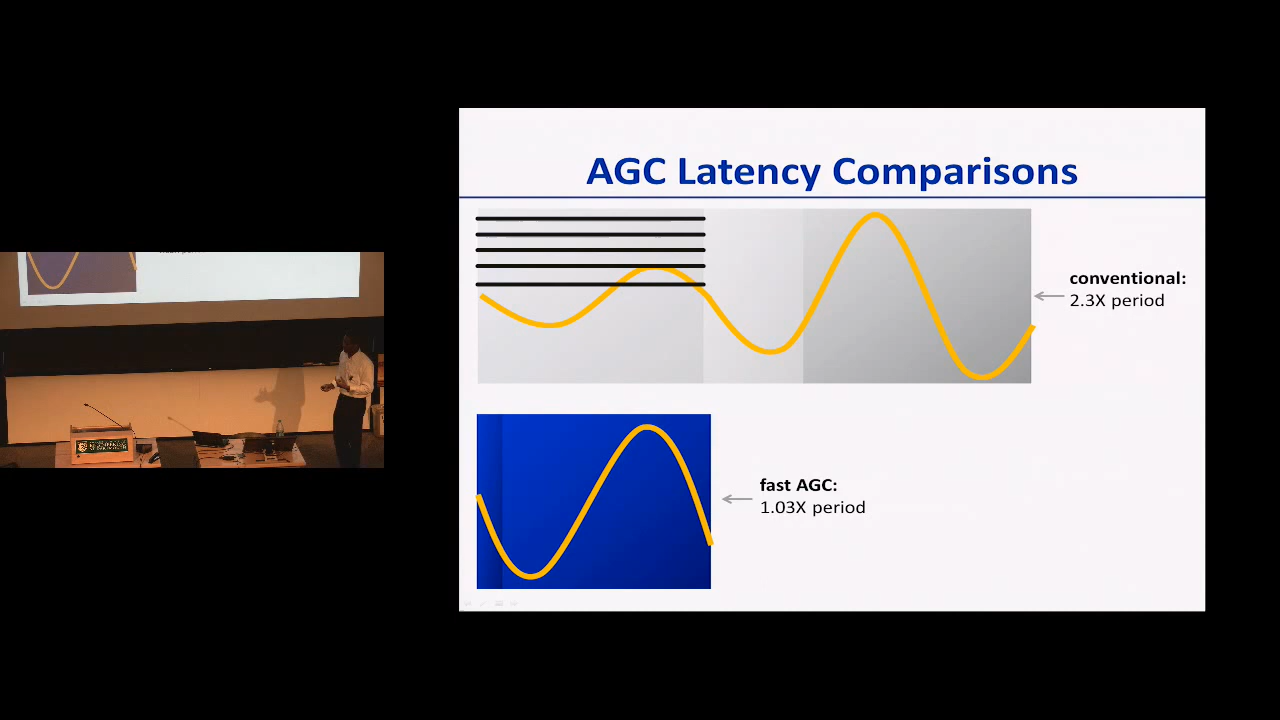 AGC Latency Comparisons
conventional:
2.3X period
fast AGC:
1.03X period